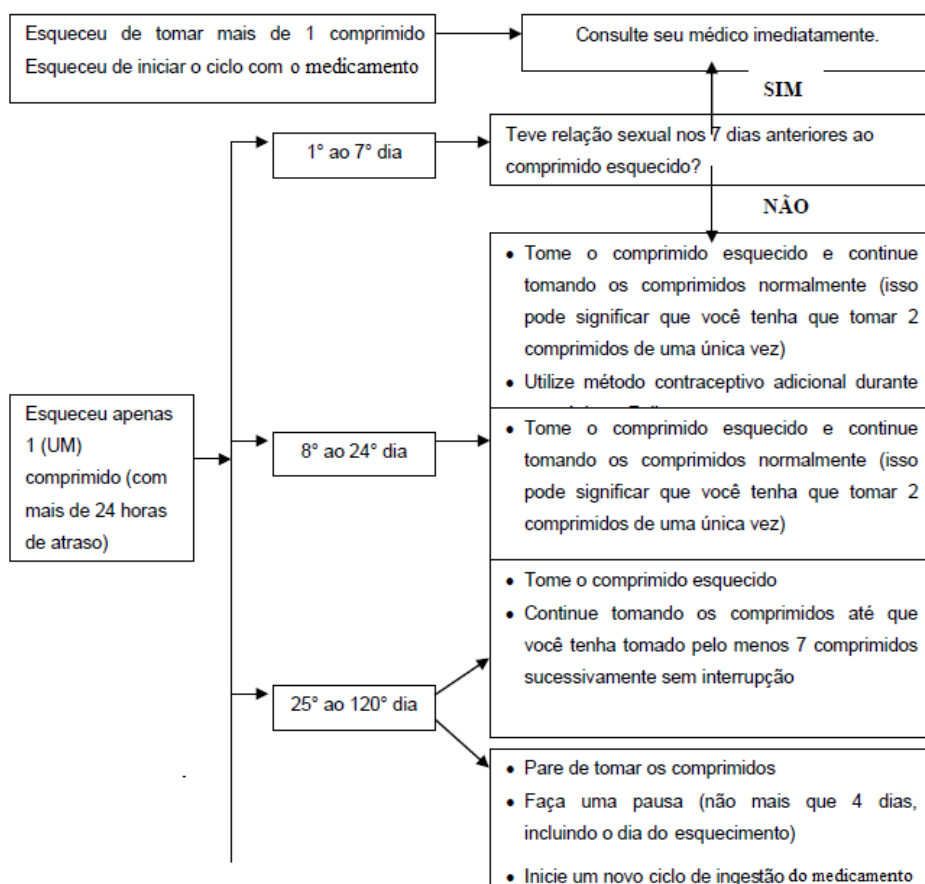 Esqueceu de tomar mais de 1 comprimido
Esqueceu de iniciar o ciclo com o medicamento
Consulte seu médico imediatamente.
SIM
1° ao 7° dia
Teve relação sexual nos 7 dias anteriores ao
comprimido esquecido?
NÃO
• Tome o comprimido esquecido e continue
tomando os comprimidos normalmente (isso
pode significar que você tenha que tomar 2
comprimidos de uma única vez)
• Utilize método contraceptivo adicional durante
Esqueceu apenas
1 (UM)
comprimido (com
mais de 24 horas
de atraso)
8° ao 24° dia
• Tome o comprimido esquecido e continue
tomando os comprimidos normalmente (isso
pode significar que você tenha que tomar 2
comprimidos de uma única vez)
25° ao 120° dia
• Tome o comprimido esquecido
• Continue tomando os comprimidos até que
você tenha tomado pelo menos 7 comprimidos
sucessivamente sem interrupção
• Pare de tomar os comprimidos
• Faça uma pausa (não mais que 4 dias,
incluindo o dia do esquecimento)
• Inicie um novo ciclo de ingestão do medicamento